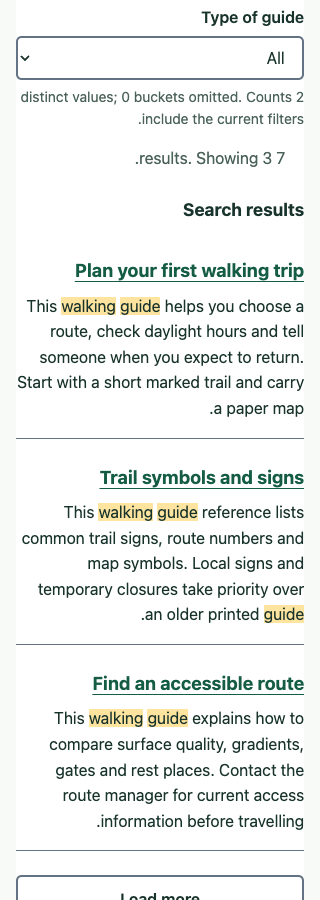 Type of guide
All
distinct values; 0 buckets omitted. Counts 2
.include the current filters
.results. Showing 3 7
Search results
Plan your first walking trip
This walking guide helps you choose a
route, check daylight hours and tell
someone when you expect to return.
Start with a short marked trail and carry
.a paper map
Trail symbols and signs
This walking guide reference lists
common trail signs, route numbers and
map symbols. Local signs and
temporary closures take priority over
.an older printed guide
Find an accessible route
This walking guide explains how to
compare surface quality, gradients,
gates and rest places. Contact the
route manager for current access
.information before travelling
Load more